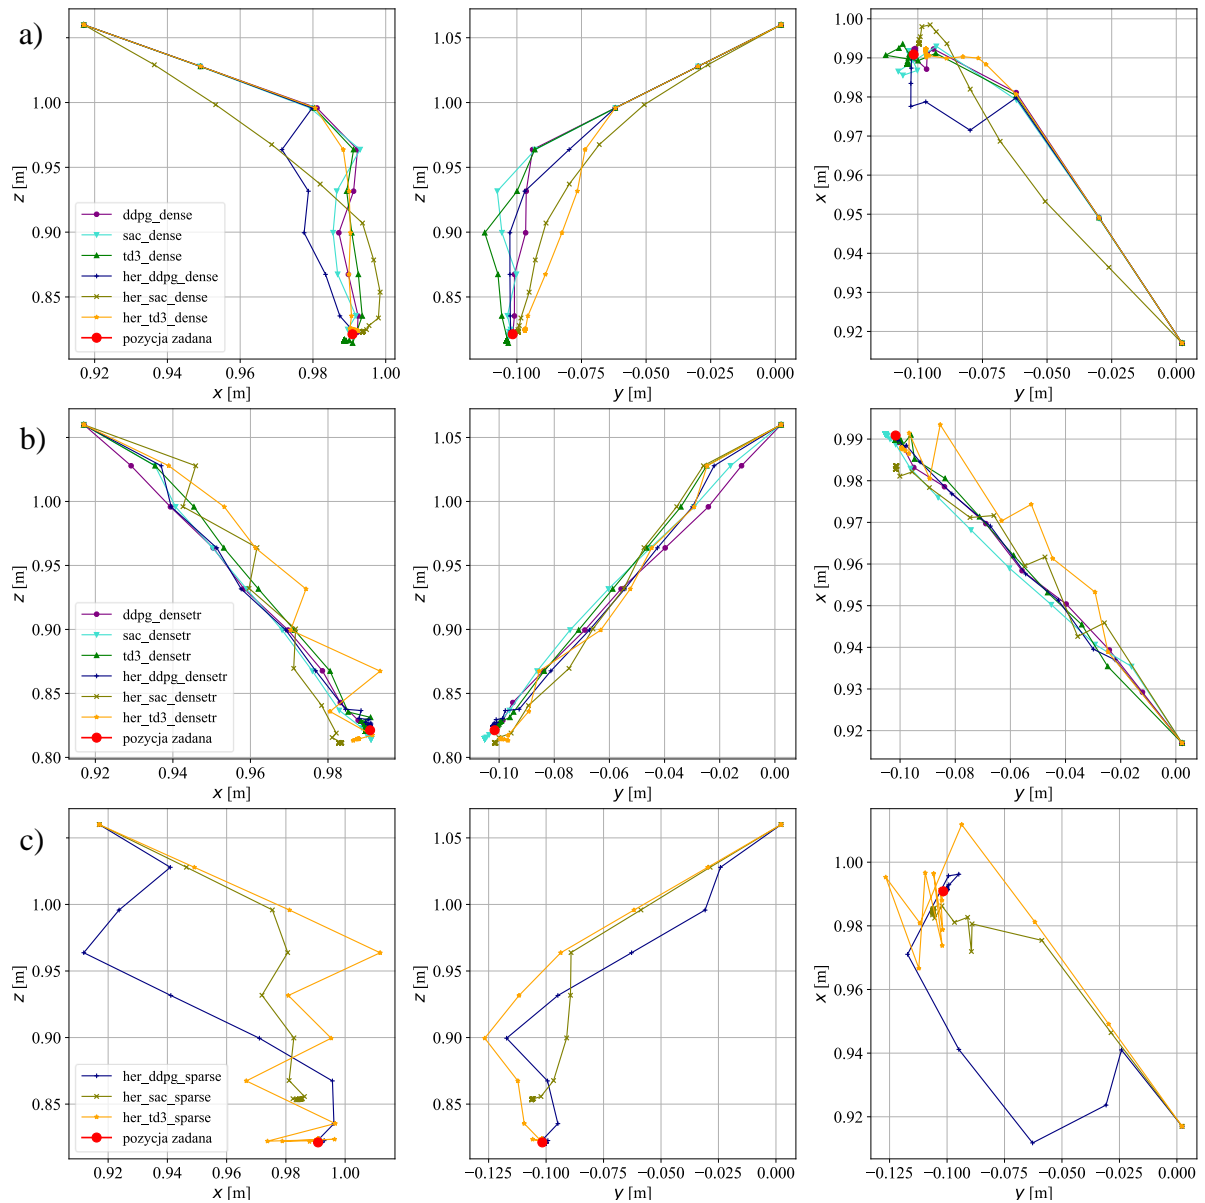 a)
z [m]
1.00
0.95
0.90
0.85
0.92
0.94
0.96
0.98
1.00
x [m]
ddpg_dense
sac_dense
td3_dense
her_ddpg_dense
her_sac_dense
her_td3_dense
pozycja zadana
z [m]
1.05
1.00
0.95
0.90
0.85
−0.100
−0.075
−0.050
−0.025
0.000
y [m]
x [m]
1.00
0.99
0.98
0.97
0.96
0.95
0.94
0.93
0.92
−0.100
−0.075
−0.050
−0.025
0.000
y [m]
b)
z [m]
1.00
0.95
0.90
0.85
0.80
0.92
0.94
0.96
0.98
x [m]
ddpg_densetr
sac_densetr
td3_densetr
her_ddpg_densetr
her_sac_densetr
her_td3_densetr
pozycja zadana
z [m]
1.05
1.00
0.95
0.90
0.85
0.80
−0.10
−0.08
−0.06
−0.04
−0.02
0.00
y [m]
x [m]
0.99
0.98
0.97
0.96
0.95
0.94
0.93
0.92
−0.10
−0.08
−0.06
−0.04
−0.02
0.00
y [m]
c)
z [m]
1.00
0.95
0.90
0.85
0.92
0.94
0.96
0.98
1.00
x [m]
her_ddpg_sparse
her_sac_sparse
her_td3_sparse
pozycja zadana
z [m]
1.05
1.00
0.95
0.90
0.85
−0.125
−0.100
−0.075
−0.050
−0.025
0.000
y [m]
x [m]
1.00
0.98
0.96
0.94
0.92
−0.125
−0.100
−0.075
−0.050
−0.025
0.000
y [m]